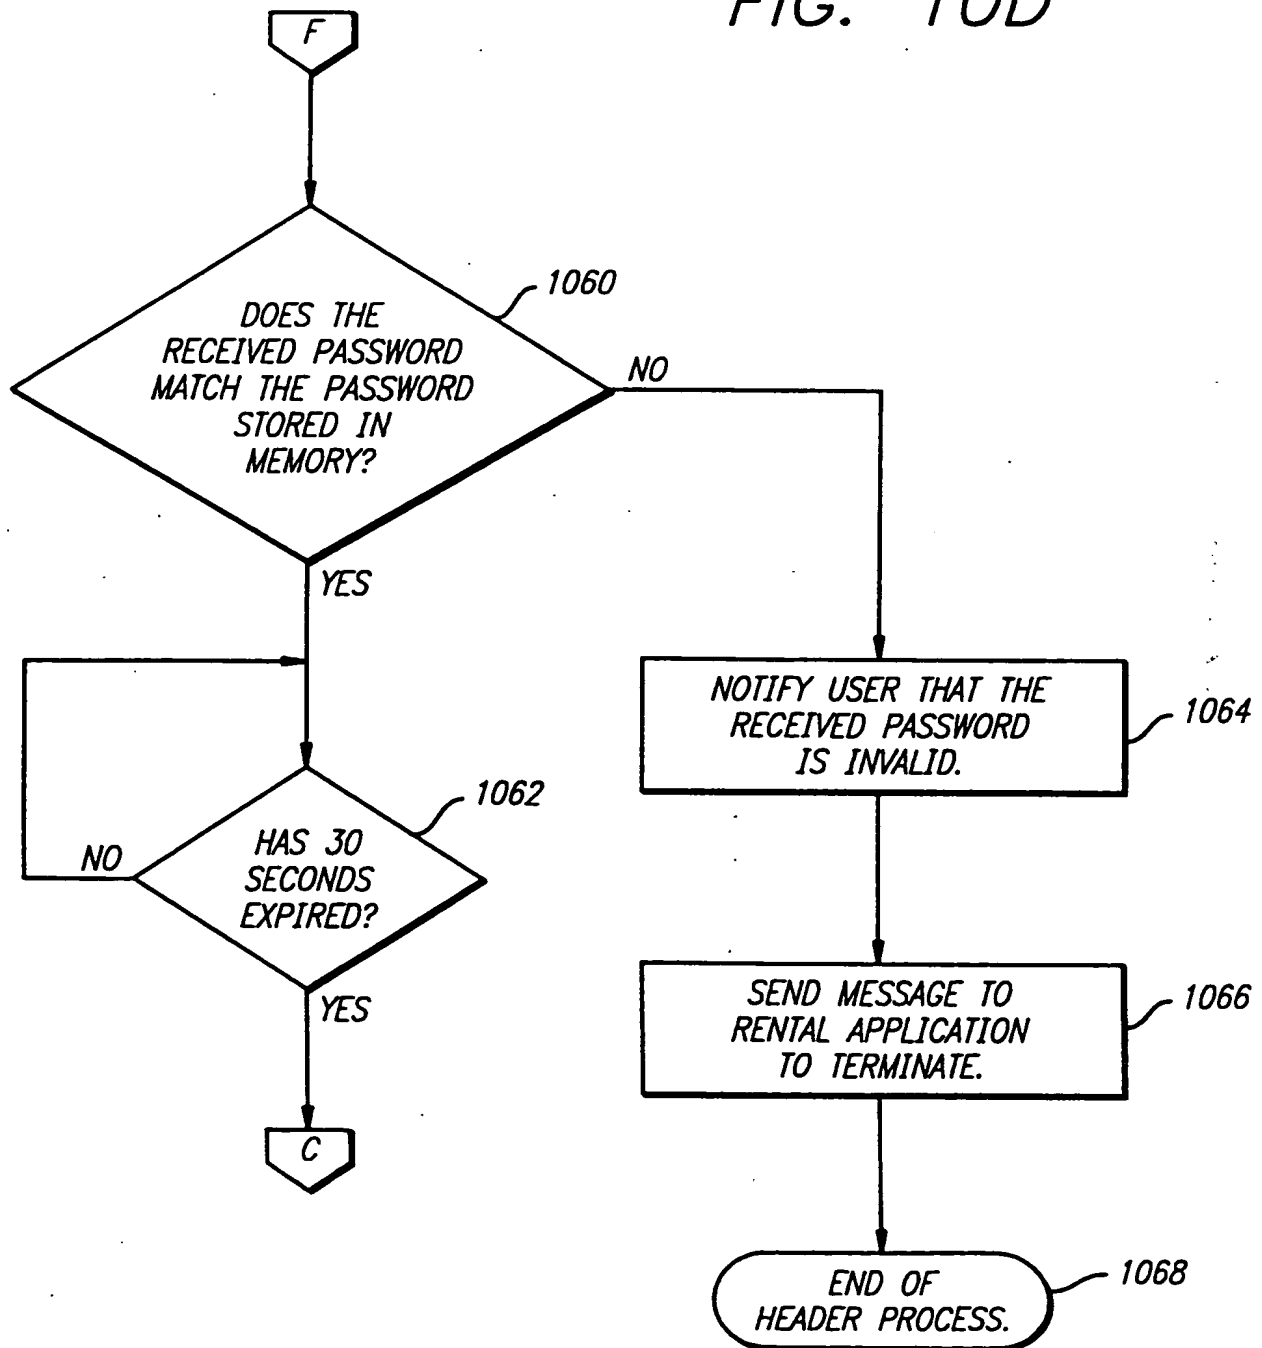 FIG. 10D
F
1060
DOES THE
RECEIVED PASSWORD
MATCH THE PASSWORD
STORED IN
MEMORY?
NO
YES
NOTIFY USER THAT THE
RECEIVED PASSWORD
IS INVALID.
1064
1062
HAS 30
SECONDS
EXPIRED?
NO
YES
SEND MESSAGE TO
RENTAL APPLICATION
TO TERMINATE.
1066
C
END OF
HEADER PROCESS.
1068